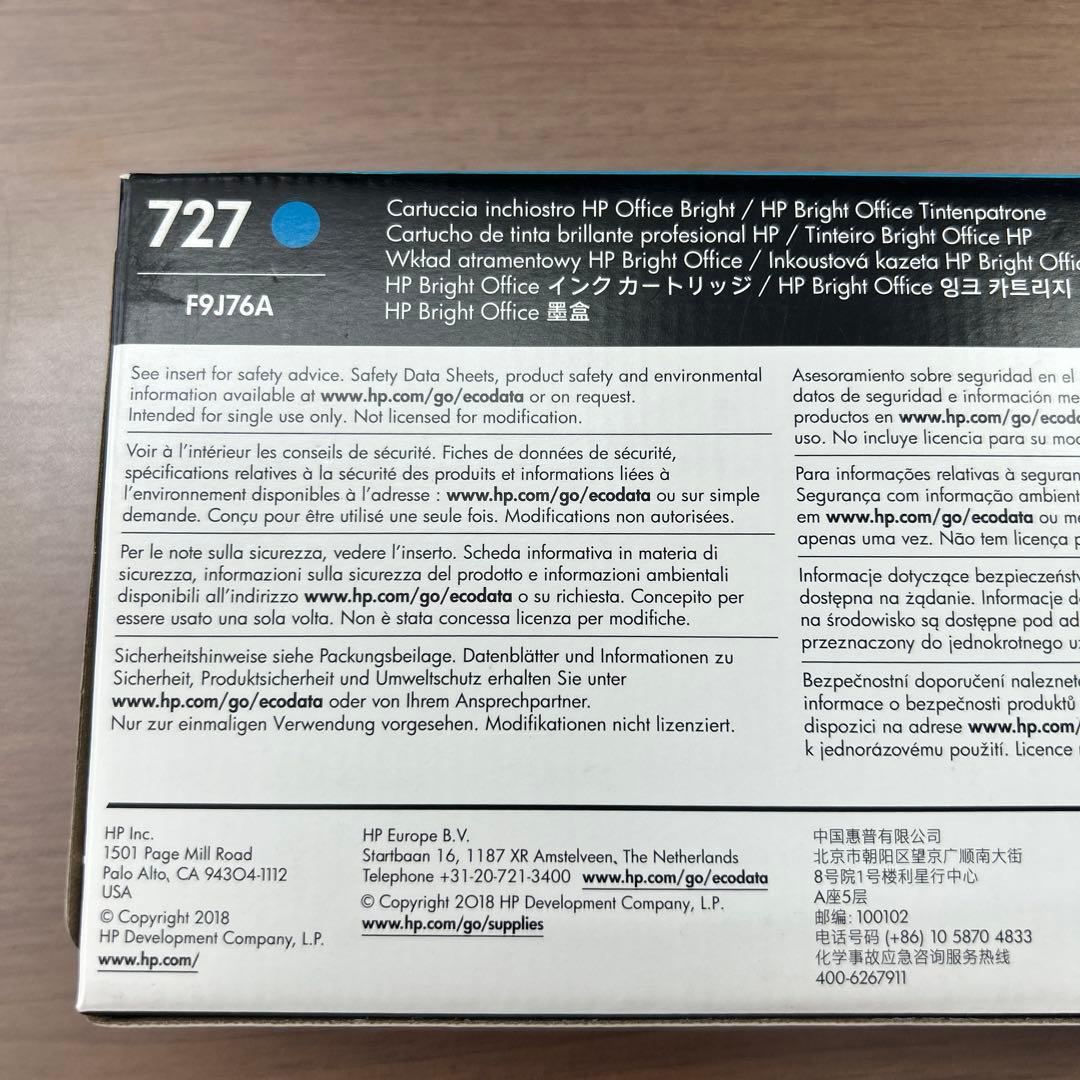 727
F9J76A
Cartuccia inchiostro HP Office Bright / HP Bright Office Tintenpatrone
Cartucho de tinta brillante profesional HP / Tinteiro Bright Office HP
Wkład atramentowy HP Bright Office / Inkoustová kazeta HP Bright
HP Bright Office インク カートリッジ / HP Bright Office 잉크 카트리지
HP Bright Office 墨盒
See insert for safety advice. Safety Data Sheets, product safety and environmental
information available at www.hp.com/go/ecodata or on request.
Intended for single use only. Not licensed for modification.
Voir à l’intérieur les conseils de sécurité. Fiches de données de sécurité,
spécifications relatives à la sécurité des produits et informations liées à
l’environnement disponibles à l’adresse : www.hp.com/go/ecodata ou sur simple
demande. Conçu pour être utilisé une seule fois. Modifications non autorisées.
Per le note sulla sicurezza, vedere l’inserto. Scheda informativa in materia di
sicurezza, informazioni sulla sicurezza del prodotto e informazioni ambientali
disponibili all’indirizzo www.hp.com/go/ecodata o su richiesta. Concepito per
essere usato una sola volta. Non è stata concessa licenza per modifiche.
Sicherheitshinweise siehe Packungsbeilage. Datenblätter und Informationen zu
Sicherheit, Produktsicherheit und Umweltschutz erhalten Sie unter
www.hp.com/go/ecodata oder von Ihrem Ansprechpartner.
Nur zur einmaligen Verwendung vorgesehen. Modifikationen nicht lizenziert.
Asesoramiento sobre seguridad en el
datos de seguridad e información
productos en
uso. No incluye licencia para su
Para informações relativas à
Segurança com informação
em www.hp.com/go/ecodata ou
apenas uma vez. Não tem licença
Informacje dotyczące
dostępna na żądanie. Informacje
na środowisko są dostępne pod
przeznaczony do jednokrotnego
Bezpečnostní doporučení
informace o bezpečnosti produktů
dispozici na adrese www.hp.com/
k jednorázovému použití. Licence
HP Inc.
1501 Page Mill Road
Palo Alto, CA 94304-1112
USA
© Copyright 2018
HP Development Company, L.P.
www.hp.com/
HP Europe B.V.
Startbaan 16, 1187 XR Amstelveen, The Netherlands
Telephone +31-20-721-3400 www.hp.com/go/ecodata
© Copyright 2018 HP Development Company, L.P.
www.hp.com/go/supplies
中国惠普有限公司
北京市朝阳区望京广顺南大街
8号院1号楼利星行中心
A座5层
邮编: 100102
电话号码 (+86) 10 5870 4833
化学事故应急咨询服务热线
400-6267911